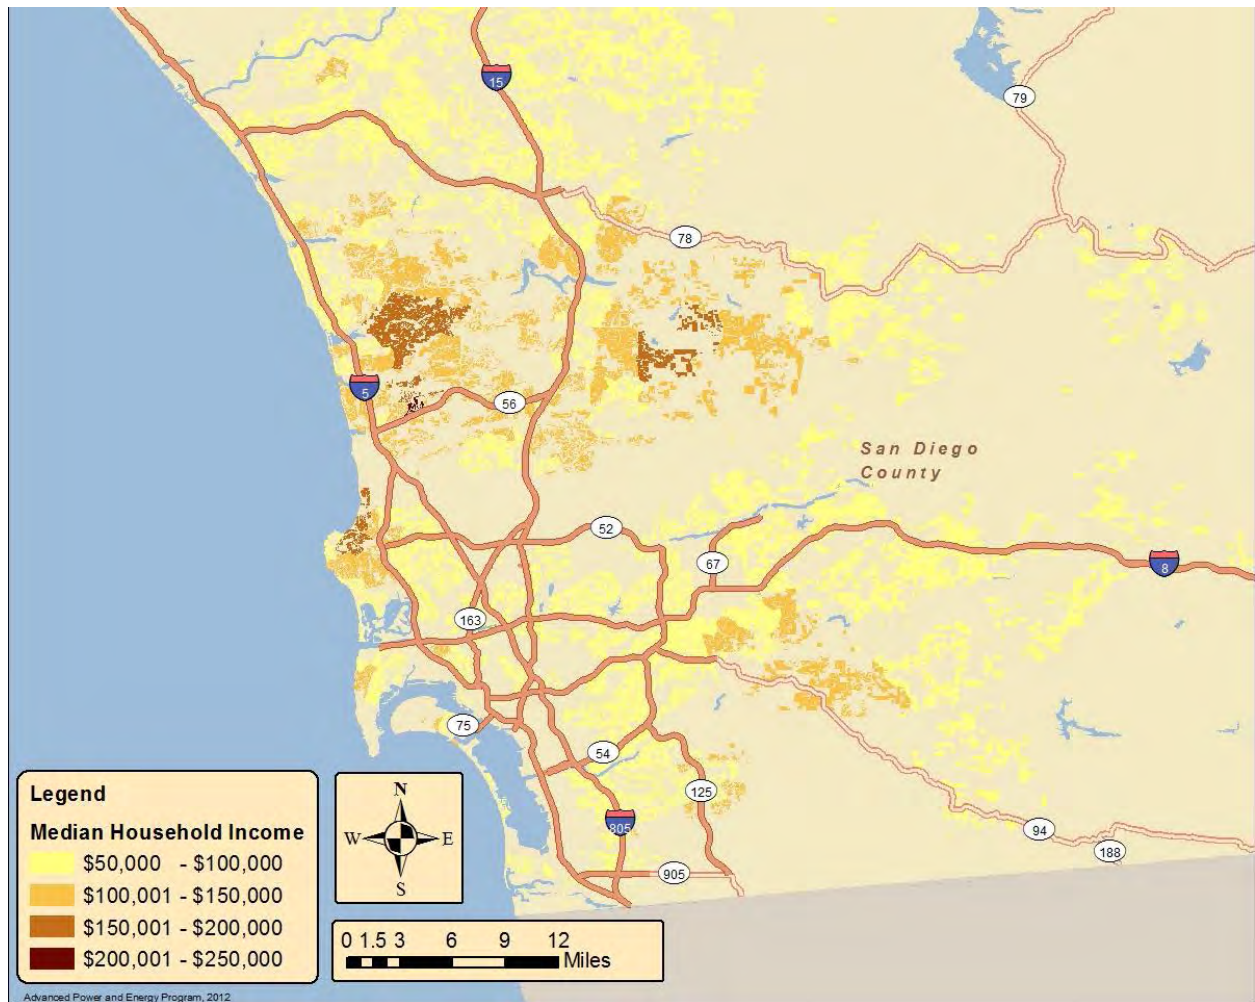 15
79
78
5
56
San Diego
County
52
67
8
163
75
54
125
805
94
188
905
Legend
Median Household Income
$50,000 - $100,000
$100,001 - $150,000
$150,001 - $200,000
$200,001 - $250,000
N
W E
S
0 1.5 3 6 9 12
Miles
Advanced Power and Energy Program, 2012